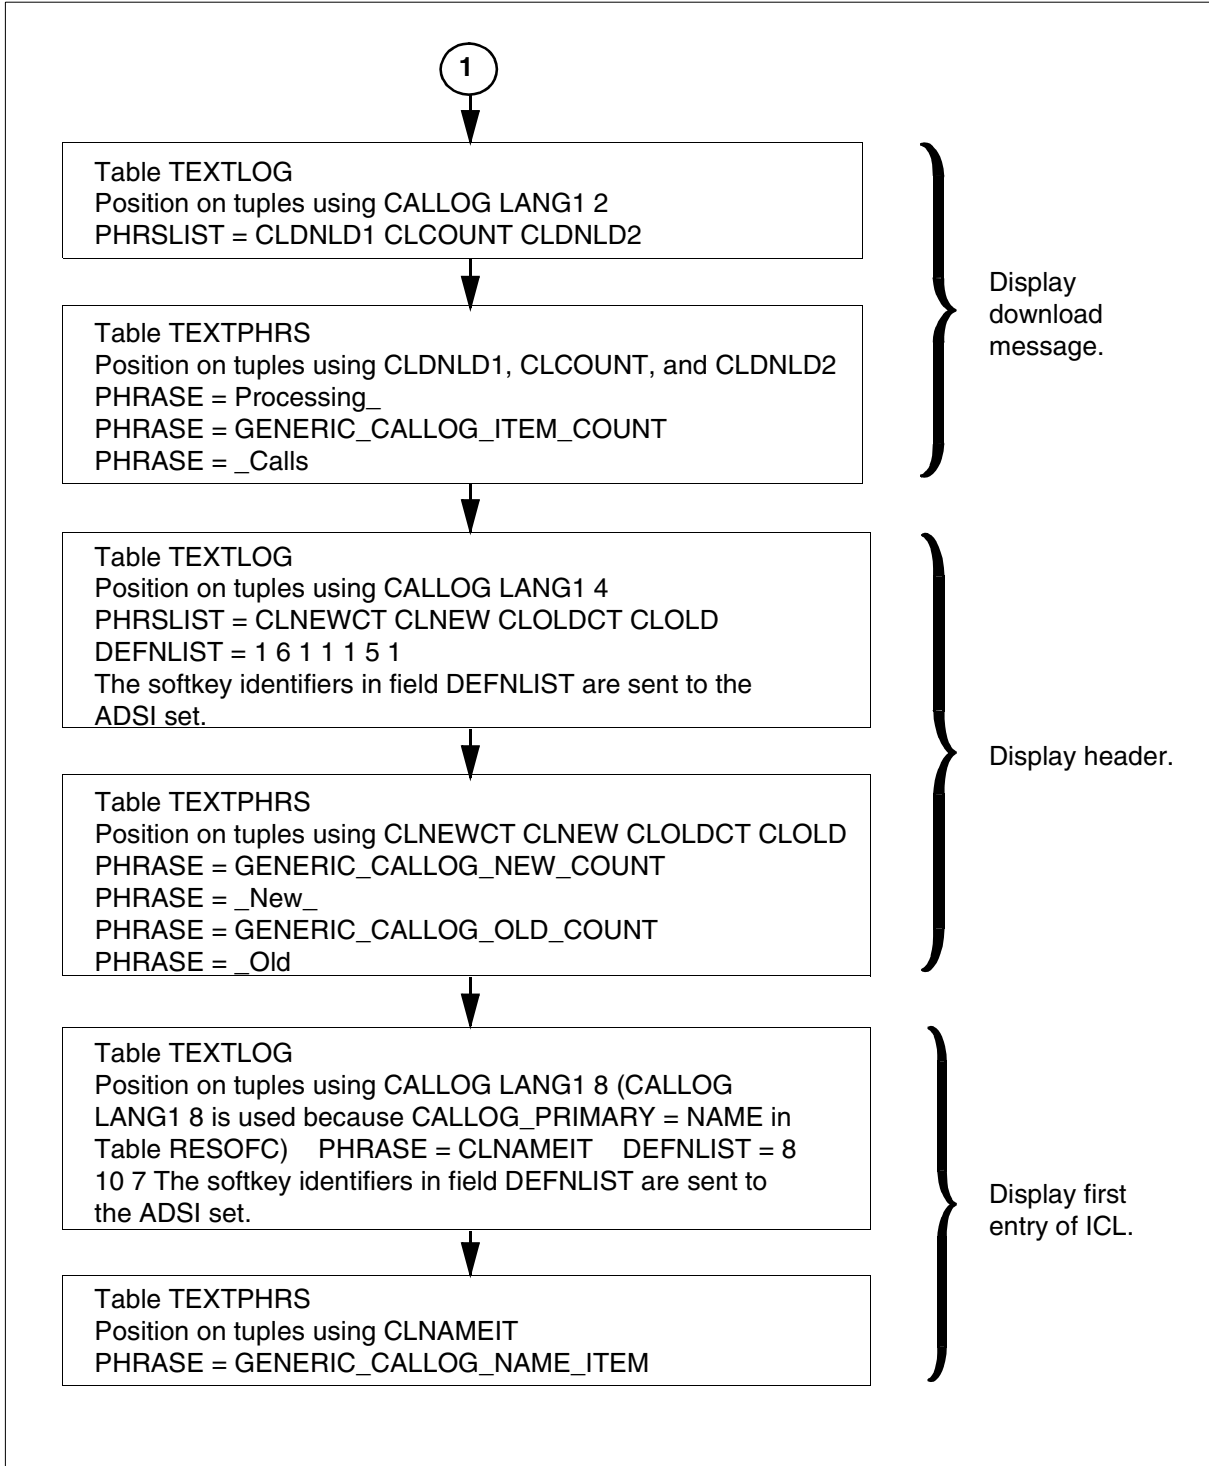 1
Table TEXTLOG
Position on tuples using CALLOG LANG1 2
PHRSLIST = CLDNLD1 CLCOUNT CLDNLD2
Table TEXTPHRS
Position on tuples using CLDNLD1, CLCOUNT, and CLDNLD2
PHRASE = Processing_
PHRASE = GENERIC_CALLOG_ITEM_COUNT
PHRASE = _Calls
Display
download
message.
Table TEXTLOG
Position on tuples using CALLOG LANG1 4
PHRSLIST = CLNEWCT CLNEW CLOLDCT CLOLD
DEFNLIST = 1 6 1 1 1 5 1
The softkey identifiers in field DEFNLIST are sent to the
ADSI set.
Table TEXTPHRS
Position on tuples using CLNEWCT CLNEW CLOLDCT CLOLD
PHRASE = GENERIC_CALLOG_NEW_COUNT
PHRASE = _New_
PHRASE = GENERIC_CALLOG_OLD_COUNT
PHRASE = _Old
Display header.
Table TEXTLOG
Position on tuples using CALLOG LANG1 8 (CALLOG
LANG1 8 is used because CALLOG_PRIMARY = NAME in
Table RESOFC) PHRASE = CLNAMEIT DEFNLIST = 8
10 7 The softkey identifiers in field DEFNLIST are sent to
the ADSI set.
Table TEXTPHRS
Position on tuples using CLNAMEIT
PHRASE = GENERIC_CALLOG_NAME_ITEM
Display first
entry of ICL.